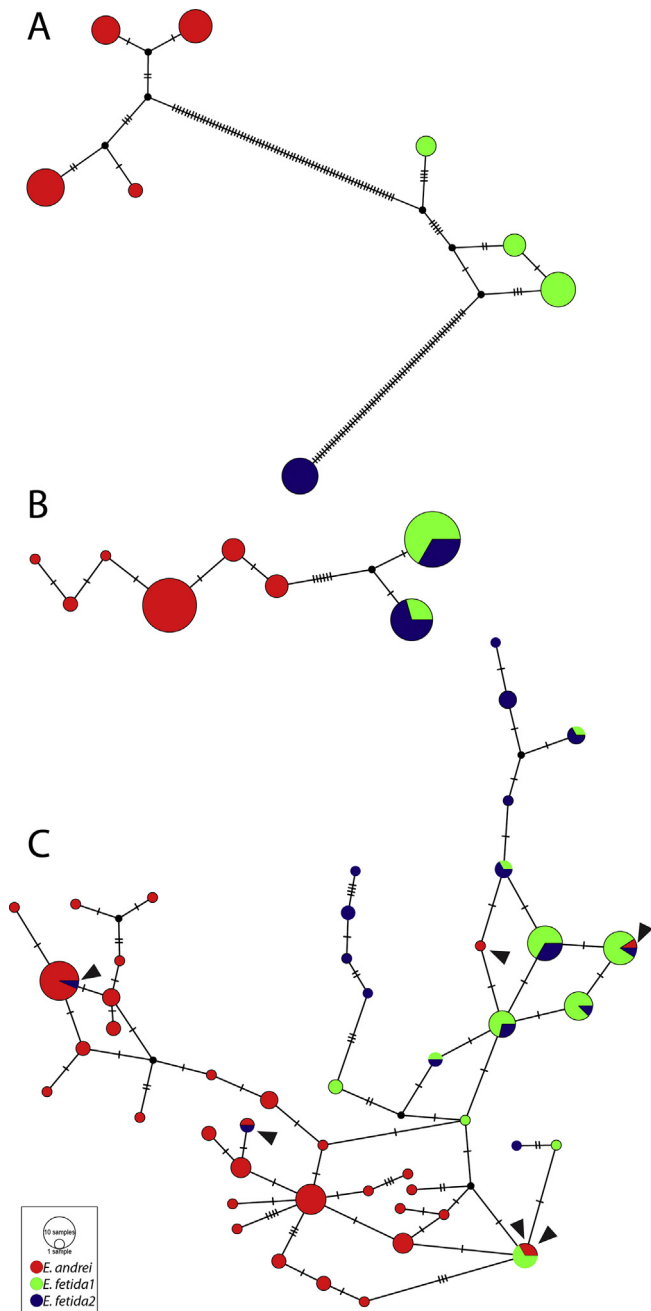 A
B
C
10 samples
1 sample
E. andrei
E. fetida1
E. fetida2